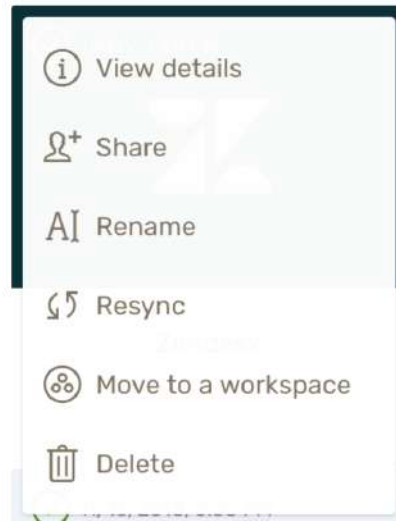 View details
Share
Rename
Resync
Move to a workspace
Delete